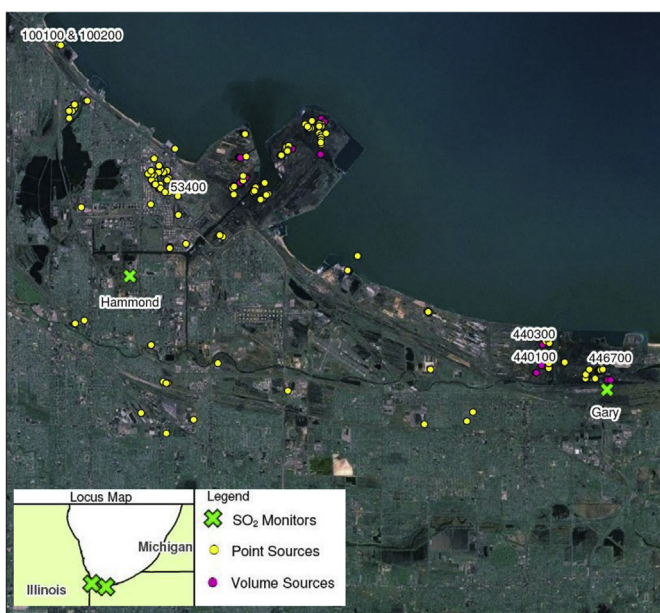 100100 & 100200
53400
Hammond
440300
440100
446700
Gary
Locus Map
Michigan
Illinois
Legend
SO₂ Monitors
Point Sources
Volume Sources